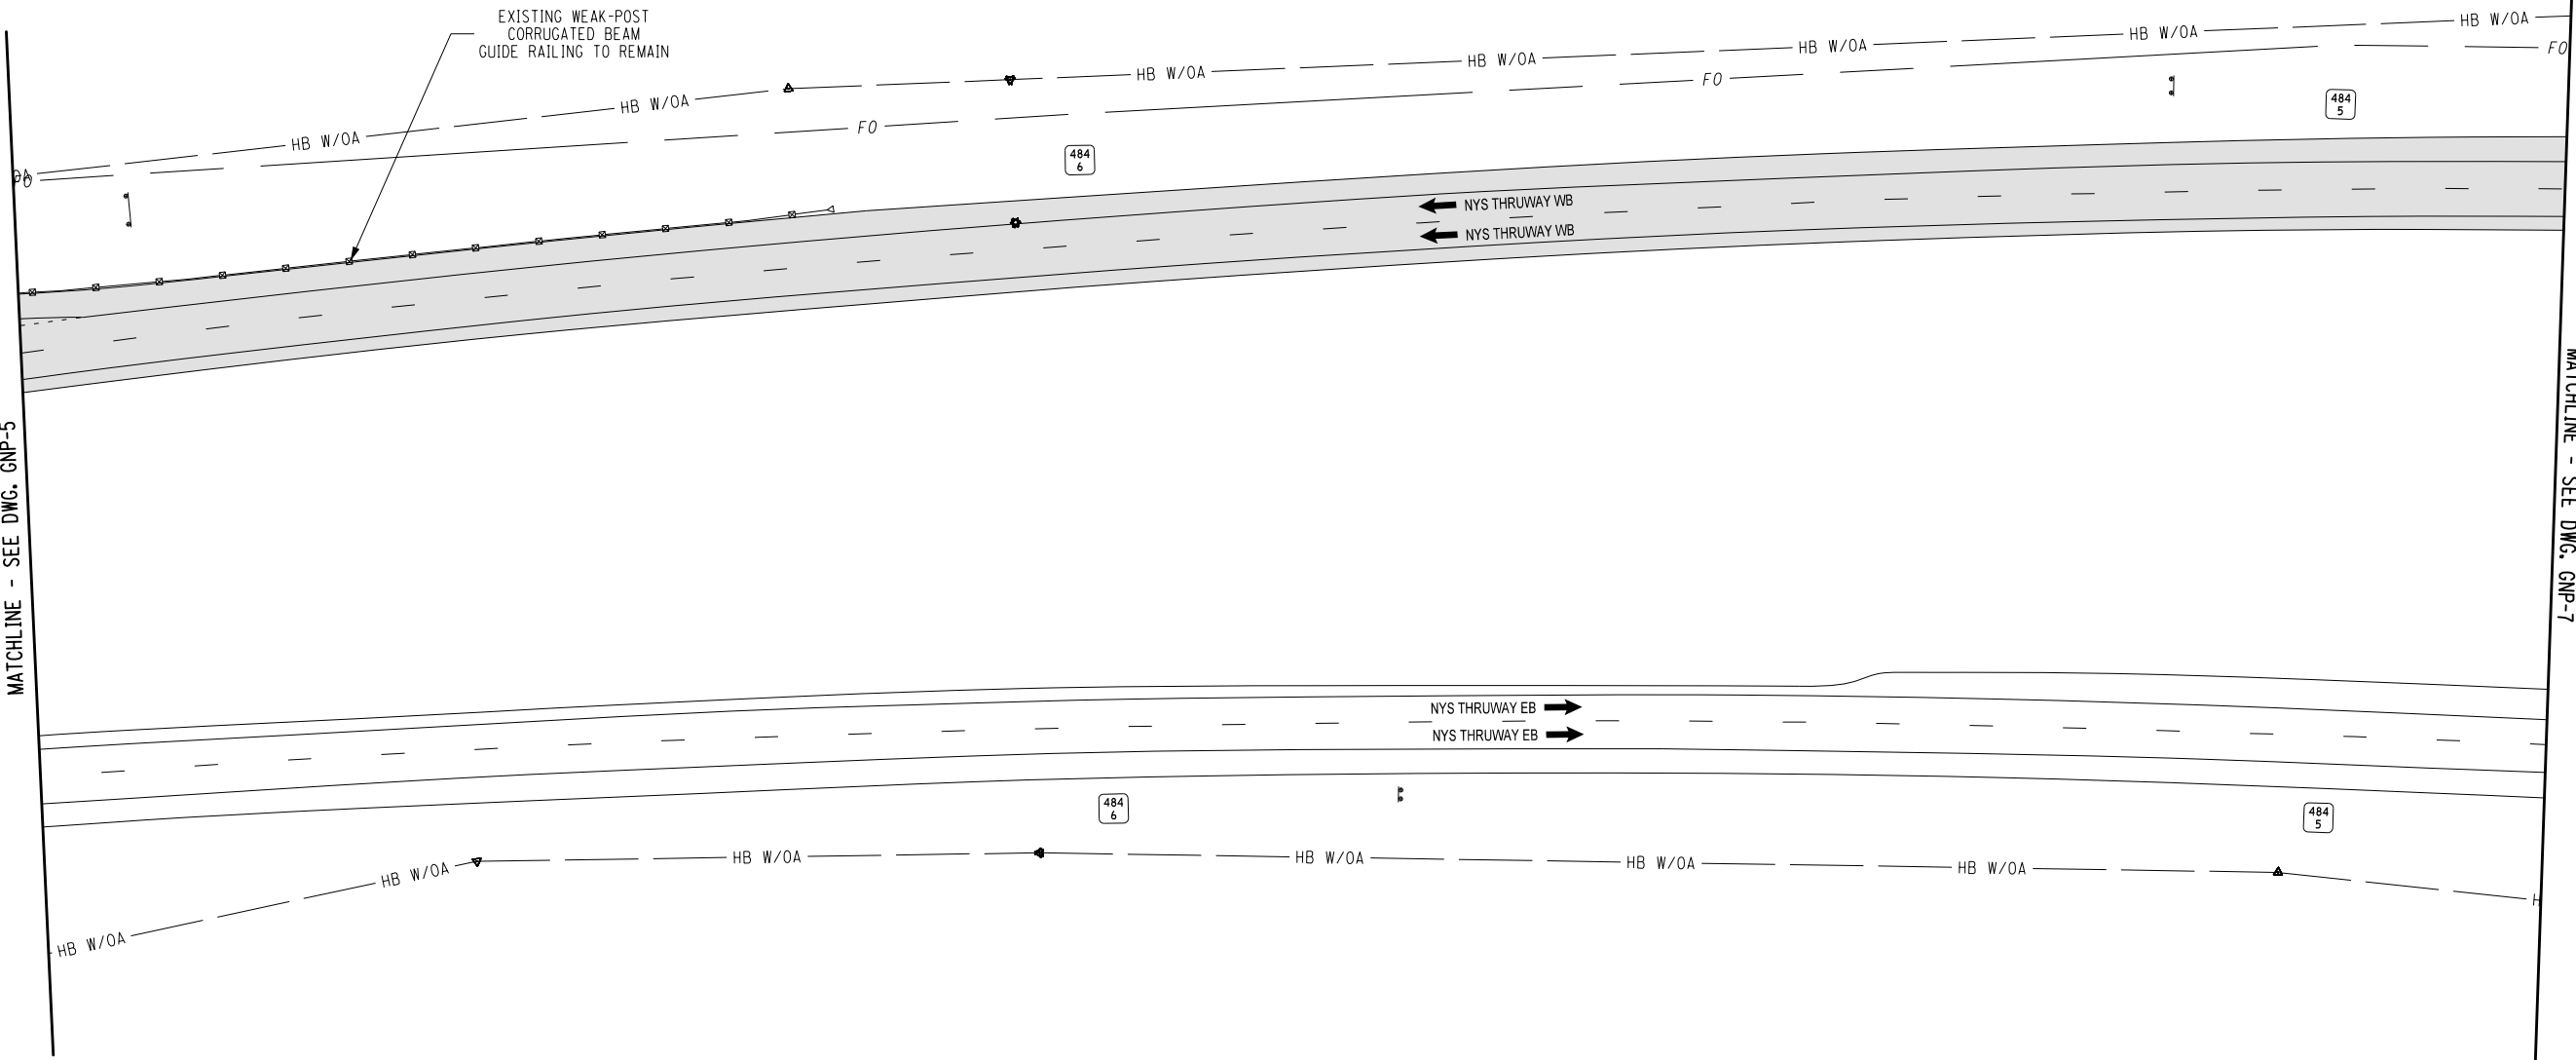 EXISTING WEAK-POST
CORRUGATED BEAM
GUIDE RAILING TO REMAIN
HB W/OA
HB W/OA
HB W/OA
HB W/OA
HB W/OA
HB W/OA
HB W/OA
OA
FO
FO
FO
FO
484
6
484
5
NYS THRUWAY WB
NYS THRUWAY WB
MATCHLINE - SEE DWG. GNP-5
MATCHLINE - SEE DWG. GNP-7
NYS THRUWAY EB
NYS THRUWAY EB
484
6
484
5
HB W/OA
HB W/OA
HB W/OA
HB W/OA
HB W/OA
HB W/OA
H